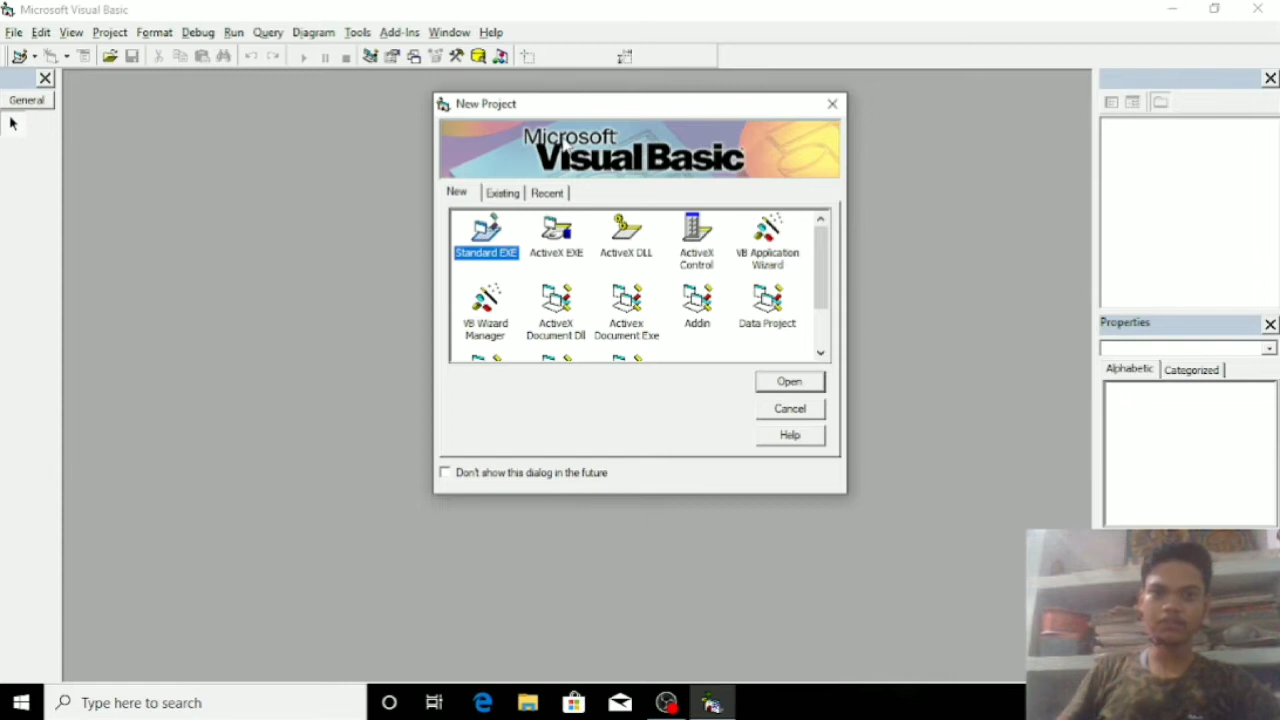 Microsoft Visual Basic
File Edit View Project Format Debug Run Query Diagram Tools Add-Ins Window Help
General
New Project
Microsoft
Visual Basic
New Existing Recent
Standard EXE ActiveX EXE ActiveX DLL ActiveX Control VB Application Wizard
VB Wizard Manager ActiveX Document Dll Activex Document Exe Addin Data Project
Open
Cancel
Help
Don't show this dialog in the future
Properties
Alphabetic Categorized
Type here to search